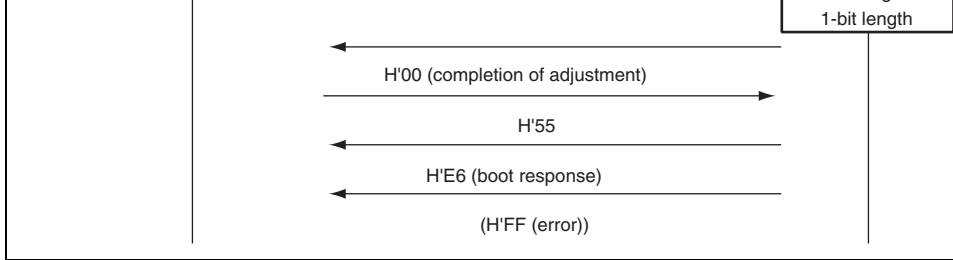 1-bit length
H'00 (completion of adjustment)
H'55
H'E6 (boot response)
(H'FF (error))